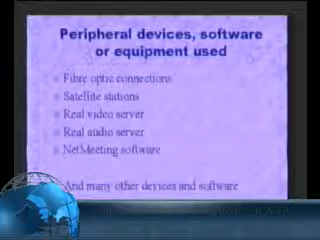 Peripheral devices, software
or equipment used
Fibre optic connections
Satellite stations
Real video server
Real audio server
NetMeeting software
And many other devices and software